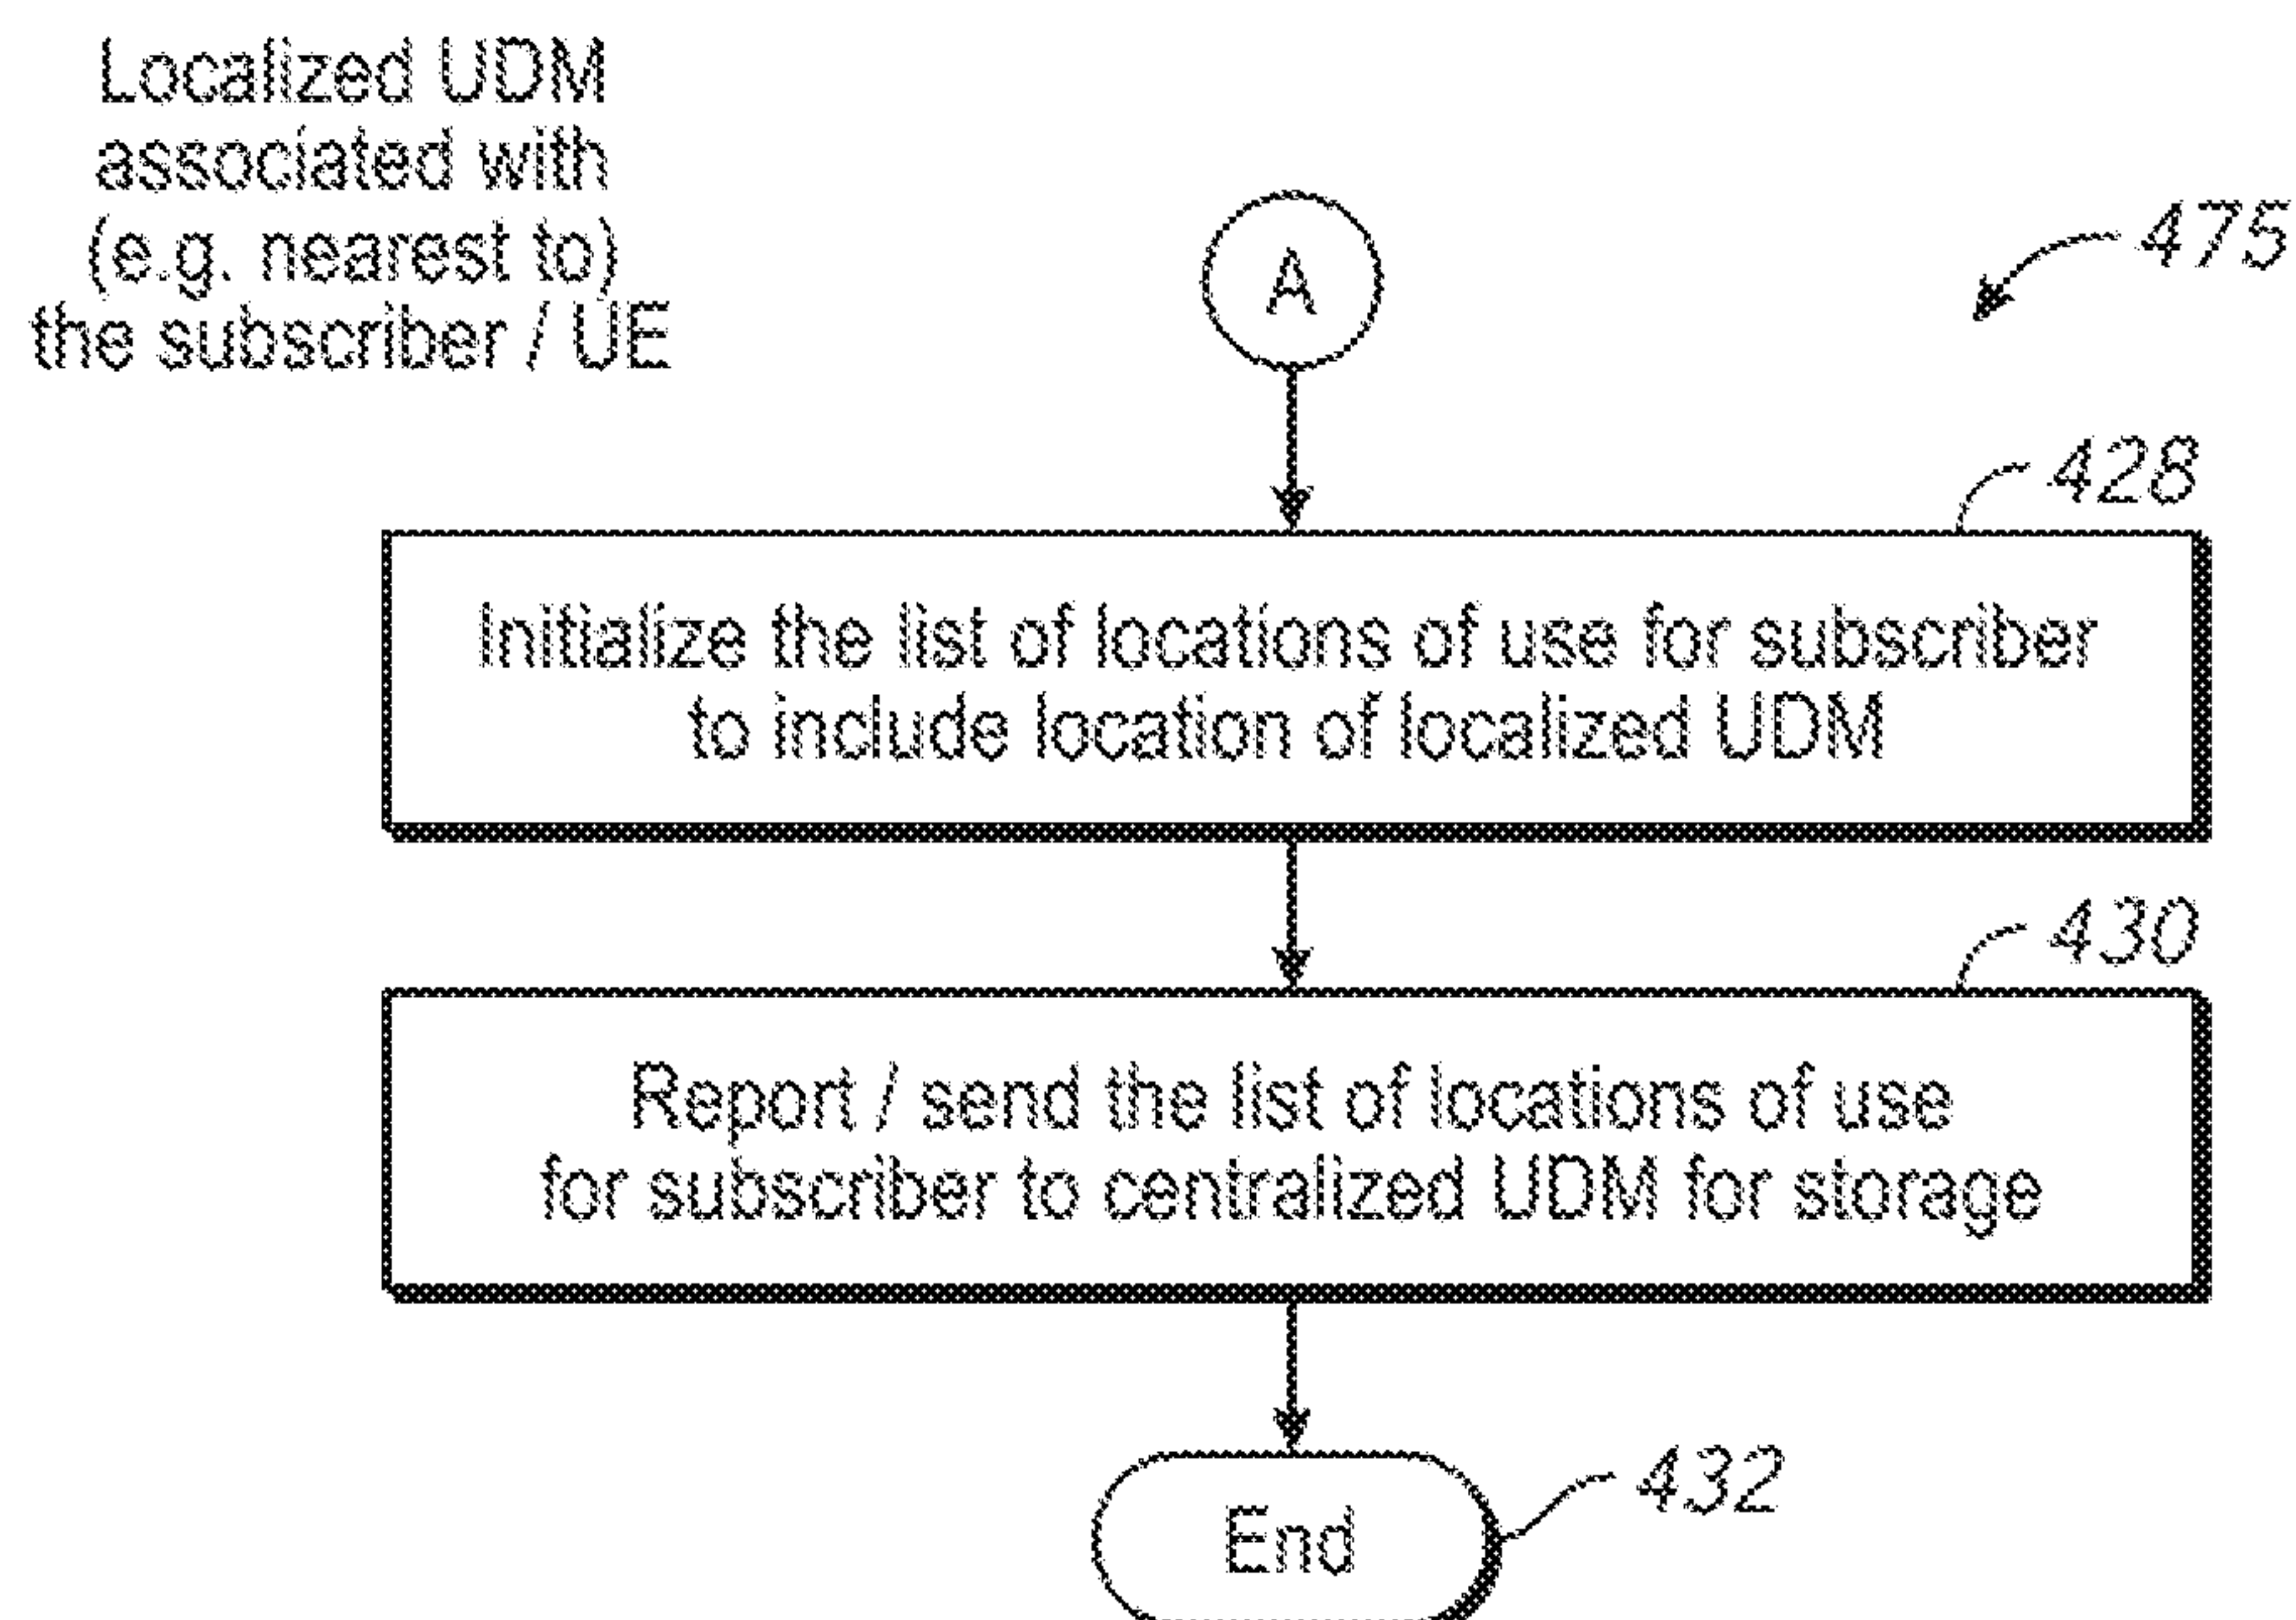 Localized UDM
associated with
(e.g. nearest to)
the subscriber / UE
A
475
428
Initialize the list of locations of use for subscriber
to include location of localized UDM
430
Report / send the list of locations of use
for subscriber to centralized UDM for storage
End
432